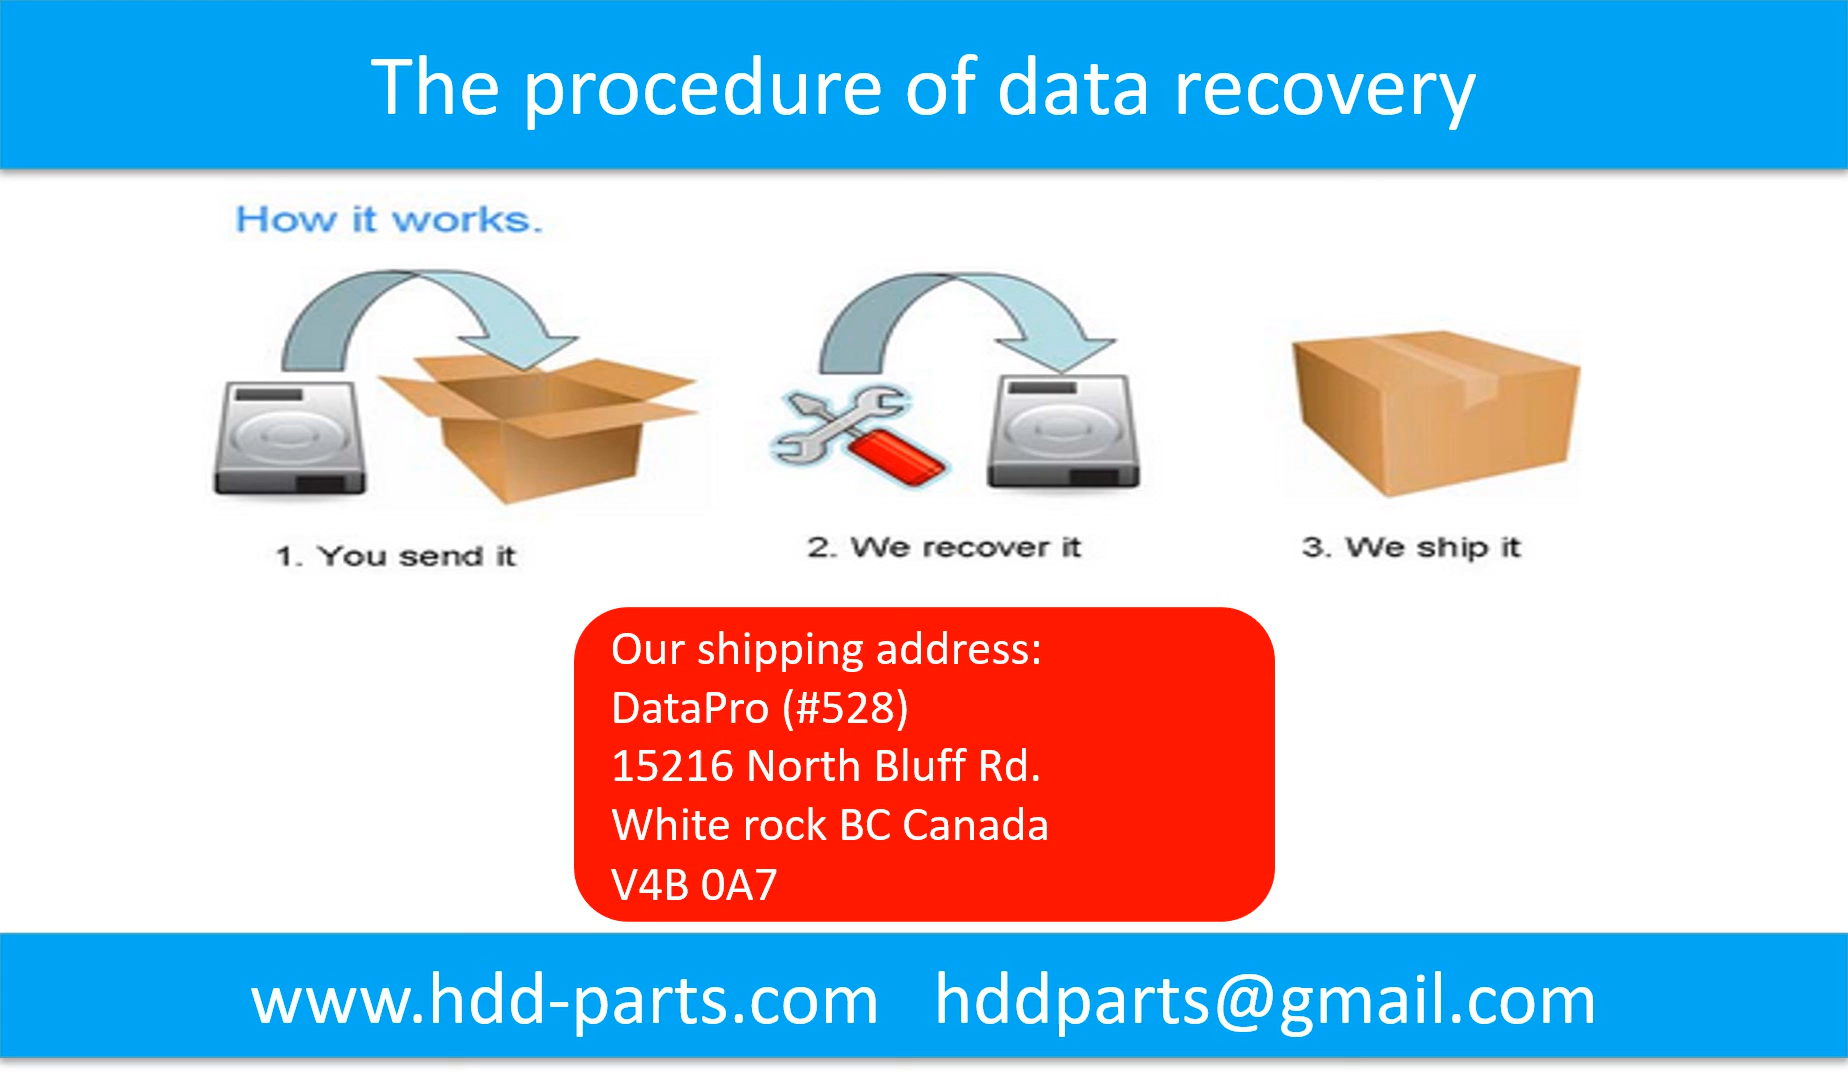 The procedure of data recovery
How it works.
1. You send it
2. We recover it
3. We ship it
Our shipping address:
DataPro (#528)
15216 North Bluff Rd.
White rock BC Canada
V4B 0A7
www.hdd-parts.com hddparts@gmail.com